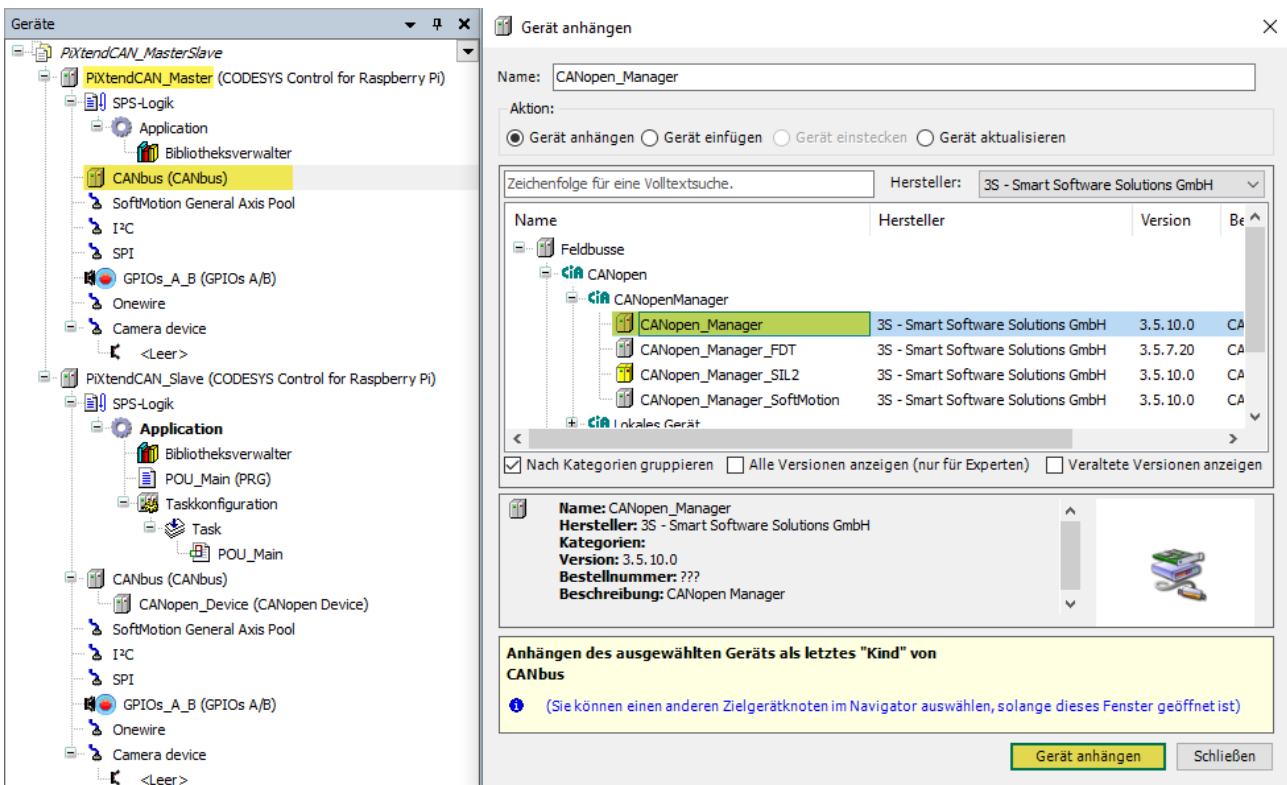 Geräte
PiXtendCAN_MasterSlave
PiXtendCAN_Master (CODESYS Control for Raspberry Pi)
SPS-Logik
Application
Bibliotheksverwalter
CANbus (CANbus)
SoftMotion General Axis Pool
I²C
SPI
GPIOs_A_B (GPIOs A/B)
Onewire
Camera device
<Leer>
PiXtendCAN_Slave (CODESYS Control for Raspberry Pi)
SPS-Logik
Application
Bibliotheksverwalter
POU_Main (PRG)
Taskkonfiguration
Task
POU_Main
CANbus (CANbus)
CANopen_Device (CANopen Device)
SoftMotion General Axis Pool
I²C
SPI
GPIOs_A_B (GPIOs A/B)
Onewire
Camera device
<Leer>
Gerät anhängen
Name: CANopen_Manager
Aktion:
Gerät anhängen Gerät einfügen Gerät einstecken Gerät aktualisieren
Zeichenfolge für eine Volltextsuche. Hersteller: 3S - Smart Software Solutions GmbH
Name Hersteller Version Be
Feldbusse
CiA CANopen
CiA CANopenManager
CANopen_Manager 3S - Smart Software Solutions GmbH 3.5.10.0 CA
CANopen_Manager_FDT 3S - Smart Software Solutions GmbH 3.5.7.20 CA
CANopen_Manager_SIL2 3S - Smart Software Solutions GmbH 3.5.10.0 CA
CANopen_Manager_SoftMotion 3S - Smart Software Solutions GmbH 3.5.10.0 CA
CiA Lokales Gerät
Nach Kategorien gruppieren Alle Versionen anzeigen (nur für Experten) Veraltete Versionen anzeigen
Name: CANopen_Manager
Hersteller: 3S - Smart Software Solutions GmbH
Kategorien:
Version: 3.5.10.0
Bestellnummer: ???
Beschreibung: CANopen Manager
Anhängen des ausgewählten Geräts als letztes "Kind" von
CANbus
(Sie können einen anderen Zielgerätknoten im Navigator auswählen, solange dieses Fenster geöffnet ist)
Gerät anhängen Schließen